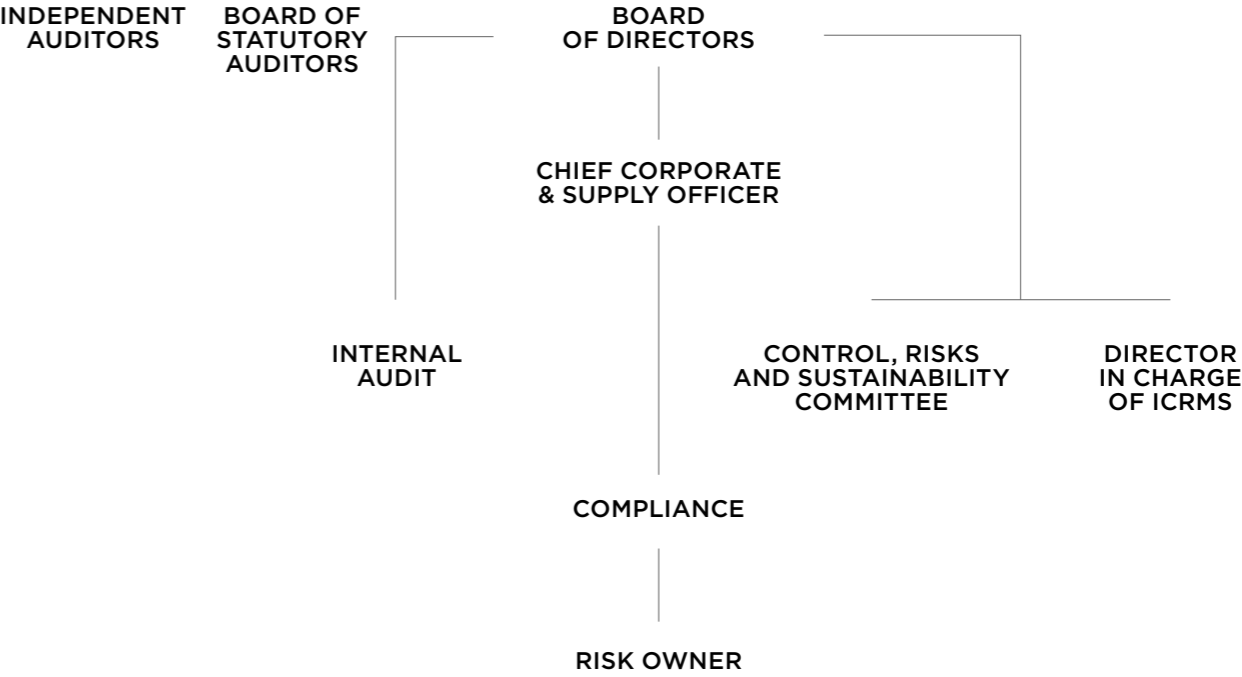 INDEPENDENT
AUDITORS
BOARD OF
STATUTORY
AUDITORS
BOARD
OF DIRECTORS
CHIEF CORPORATE
& SUPPLY OFFICER
INTERNAL
AUDIT
CONTROL, RISKS
AND SUSTAINABILITY
COMMITTEE
DIRECTOR
IN CHARGE
OF ICRMS
COMPLIANCE
RISK OWNER